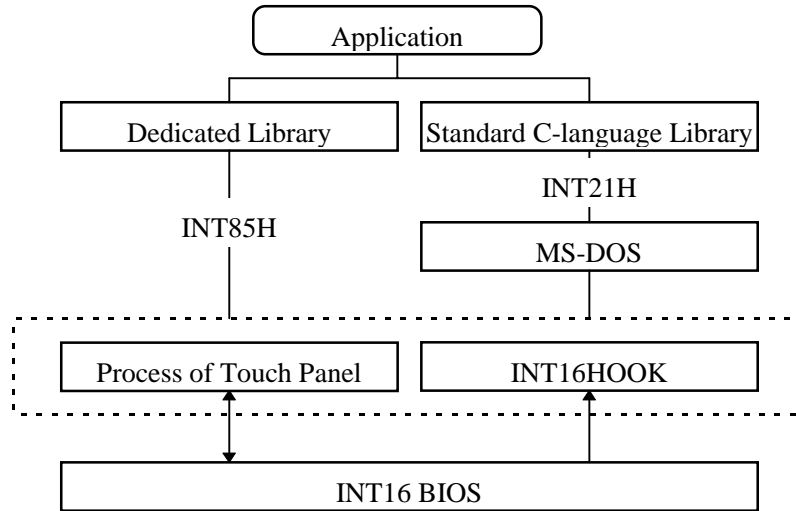 Application
Dedicated Library
Standard C-language Library
INT85H
INT21H
MS-DOS
Process of Touch Panel
INT16HOOK
INT16 BIOS